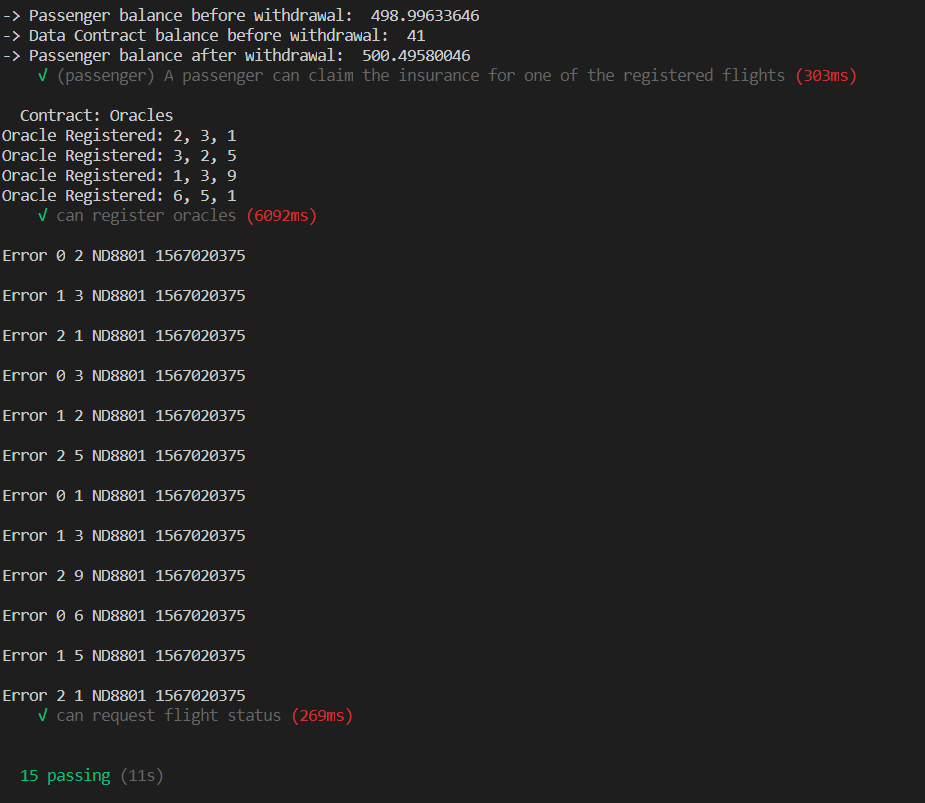 -> Passenger balance before withdrawal:  498.99633646
-> Data Contract balance before withdrawal:  41
-> Passenger balance after withdrawal:  500.49580046
√ (passenger) A passenger can claim the insurance for one of the registered flights (303ms)
Contract: Oracles
Oracle Registered: 2, 3, 1
Oracle Registered: 3, 2, 5
Oracle Registered: 1, 3, 9
Oracle Registered: 6, 5, 1
√ can register oracles (6092ms)
Error 0 2 ND8801 1567020375
Error 1 3 ND8801 1567020375
Error 2 1 ND8801 1567020375
Error 0 3 ND8801 1567020375
Error 1 2 ND8801 1567020375
Error 2 5 ND8801 1567020375
Error 0 1 ND8801 1567020375
Error 1 3 ND8801 1567020375
Error 2 9 ND8801 1567020375
Error 0 6 ND8801 1567020375
Error 1 5 ND8801 1567020375
Error 2 1 ND8801 1567020375
√ can request flight status (269ms)
15 passing (11s)